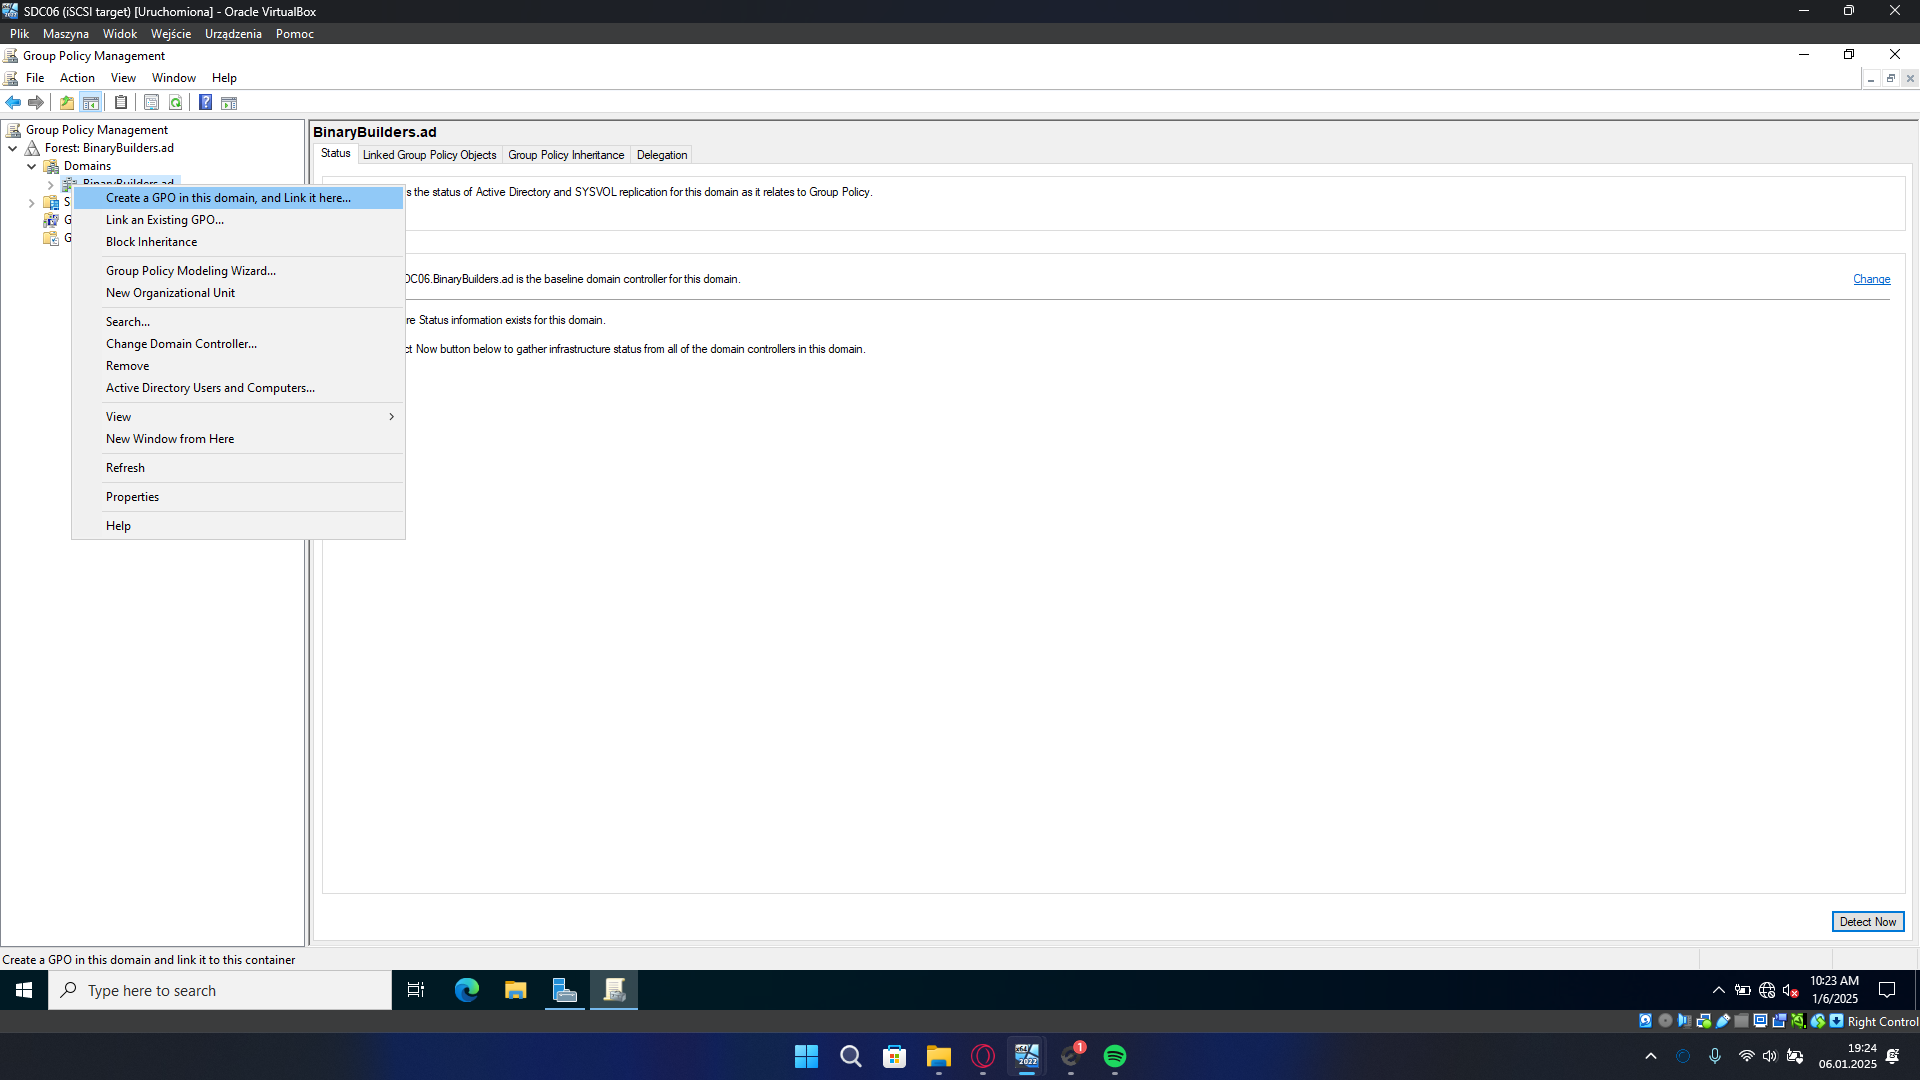 SDC06 (iSCSI target) [Uruchomiona] - Oracle VirtualBox
Plik Maszyna Widok Wejście Urządzenia Pomoc
Group Policy Management
File Action View Window Help
Group Policy Management
Forest: BinaryBuilders.ad
Domains
BinaryBuilders.ad
S
G
G
Create a GPO in this domain, and Link it here...
Link an Existing GPO...
Block Inheritance
Group Policy Modeling Wizard...
New Organizational Unit
Search...
Change Domain Controller...
Remove
Active Directory Users and Computers...
View
New Window from Here
Refresh
Properties
Help
BinaryBuilders.ad
Status Linked Group Policy Objects Group Policy Inheritance Delegation
s the status of Active Directory and SYSVOL replication for this domain as it relates to Group Policy.
DC06.BinaryBuilders.ad is the baseline domain controller for this domain.
Change
re Status information exists for this domain.
ct Now button below to gather infrastructure status from all of the domain controllers in this domain.
Detect Now
Create a GPO in this domain and link it to this container
Type here to search
10:23 AM
1/6/2025
Right Control
2022
1
19:24
06.01.2025